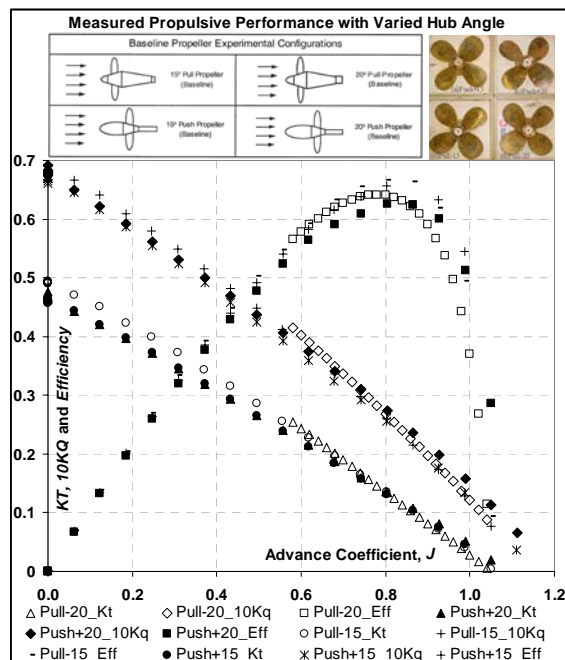 Measured Propulsive Performance with Varied Hub Angle
Baseline Propeller Experimental Configurations
15º Pull Propeller
(Baseline)
20º Pull Propeller
(Baseline)
15º Push Propeller
(Baseline)
20º Push Propeller
(Baseline)
0.7
0.6
0.5
0.4
0.3
0.2
0.1
0
KT, 10KQ and Efficiency
Advance Coefficient, J
0.0 0.2 0.4 0.6 0.8 1.0 1.2
Pull-20_Kt Pull-20_10Kq Pull-20_Eff Push+20_Kt
Push+20_10Kq Push+20_Eff Pull-15_Kt Pull-15_10Kq
Pull-15_Eff Push+15_Kt Push+15_10Kq Push+15_Eff